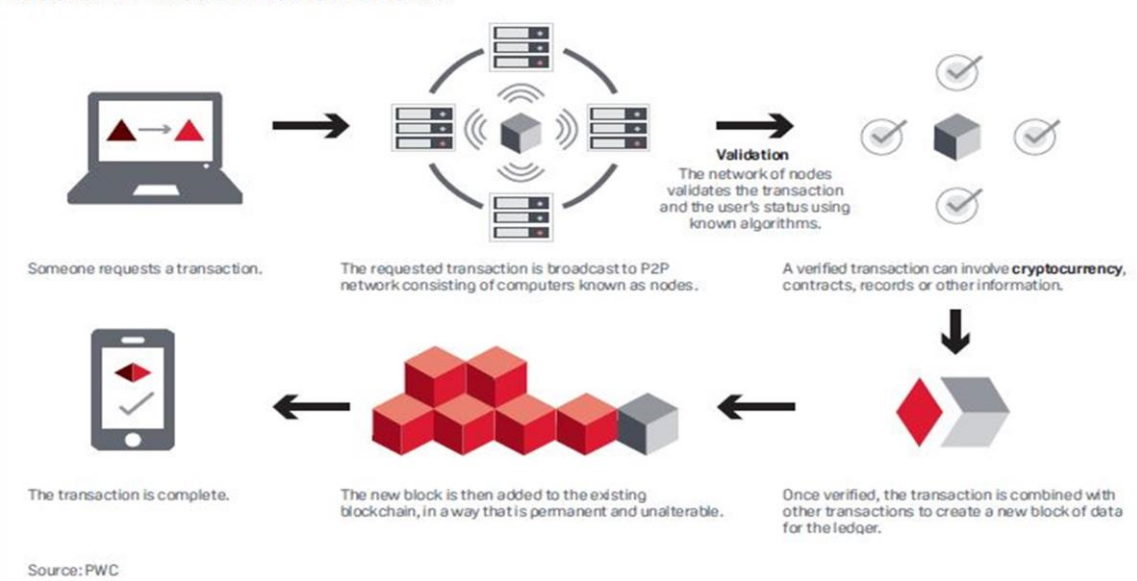 Validation
The network of nodes
validates the transaction
and the user's status using
known algorithms.
Someone requests a transaction.
The requested transaction is broadcast to P2P
network consisting of computers known as nodes.
A verified transaction can involve cryptocurrency,
contracts, records or other information.
The transaction is complete.
The new block is then added to the existing
blockchain, in a way that is permanent and unalterable.
Once verified, the transaction is combined with
other transactions to create a new block of data
for the ledger.
Source: PWC